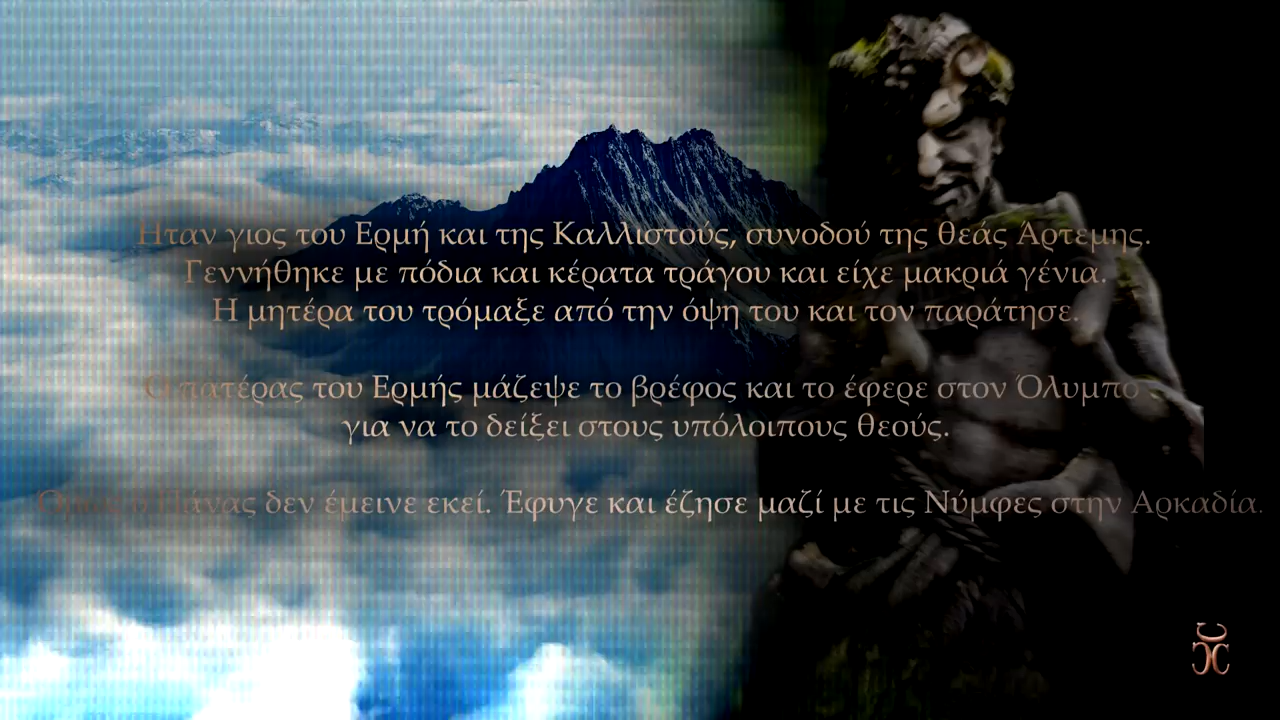 Ήταν γιος του Ερμή και της Καλλιστούς, συνοδού της θεάς Άρτεμης.
Γεννήθηκε με πόδια και κέρατα τράγου και είχε μακριά γένια.
Η μητέρα του τρόμαξε από την όψη του και τον παράτησε.
Ο πατέρας του Ερμής μάζεψε το βρέφος και το έφερε στον Όλυμπο
για να το δείξει στους υπόλοιπους θεούς.
Όμως ο Πάνας δεν έμεινε εκεί. Έφυγε και έζησε μαζί με τις Νύμφες στην Αρκαδία.